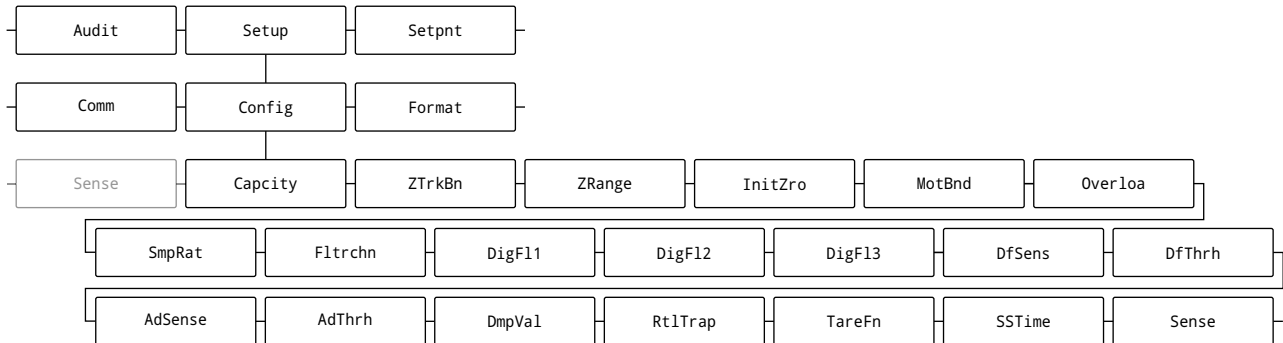 Audit Setup Setpnt
Comm Config Format
Sense Capcity ZTrkBn ZRange InitZro MotBnd Overloa
SmpRat Fltrchn DigFl1 DigFl2 DigFl3 DfSens DfThrh
AdSense AdThrh DmpVal RtlTrap TareFn SSTime Sense